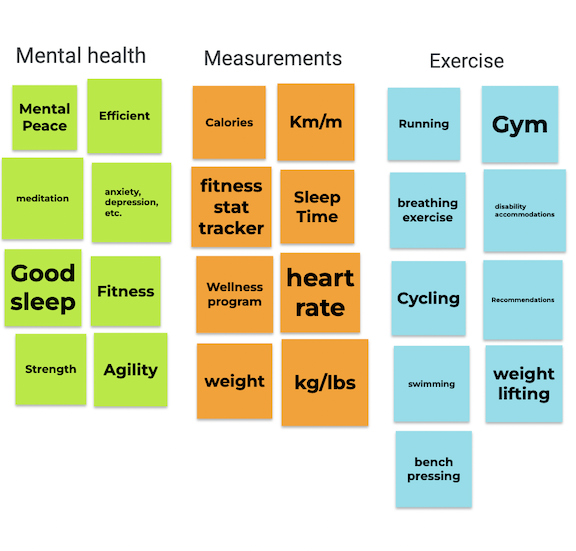 Mental health
Mental
Peace
Efficient
meditation
anxiety,
depression,
etc.
Good
sleep
Fitness
Strength
Agility
Measurements
Calories
Km/m
fitness
stat
tracker
Sleep
Time
Wellness
program
heart
rate
weight
kg/lbs
Exercise
Running
Gym
breathing
exercise
disability
accommodations
Cycling
Recommendations
swimming
weight
lifting
bench
pressing